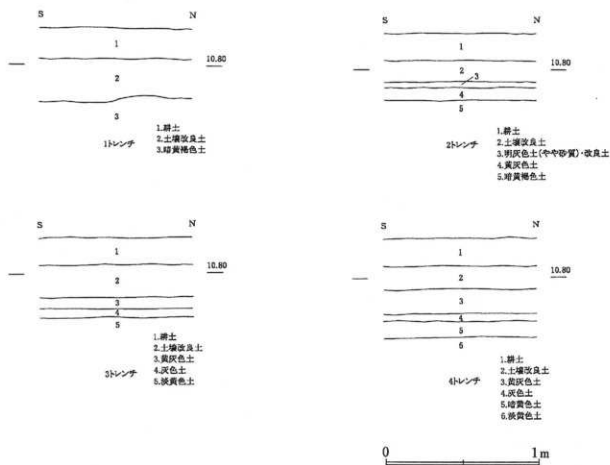 S N
1
10.80
2
3
1.耕土
2.土壌改良土
3.暗黄褐色土
1トレンチ
S N
1
10.80
2
3
4
5
1.耕土
2.土壌改良土
3.明灰色土(やや砂質)・改良土
4.黄灰色土
5.暗黄褐色土
2トレンチ
S N
1
10.80
2
3
4
5
1.耕土
2.土壌改良土
3.黄灰色土
4.灰色土
5.淡黄色土
3トレンチ
S N
1
10.80
2
3
4
5
6
1.耕土
2.土壌改良土
3.黄灰色土
4.灰色土
5.暗黄色土
6.淡黄色土
4トレンチ
0 1m